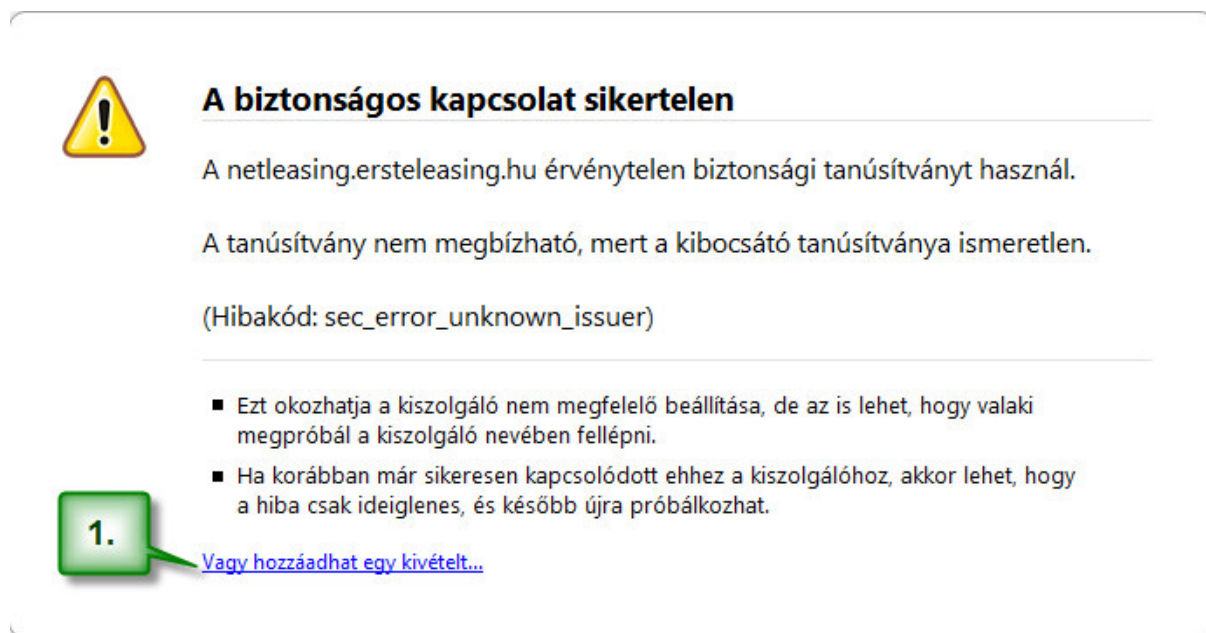 A biztonságos kapcsolat sikertelen
A netleasing.ersteleasing.hu érvénytelen biztonsági tanúsítványt használ.
A tanúsítvány nem megbízható, mert a kibocsátó tanúsítványa ismeretlen.
(Hibakód: sec_error_unknown_issuer)
Ezt okozhatja a kiszolgáló nem megfelelő beállítása, de az is lehet, hogy valaki
megpróbál a kiszolgáló nevében fellépni.
Ha korábban már sikeresen kapcsolódott ehhez a kiszolgálóhoz, akkor lehet, hogy
a hiba csak ideiglenes, és később újra próbálkozhat.
1.
Vagy hozzáadhat egy kivételt...